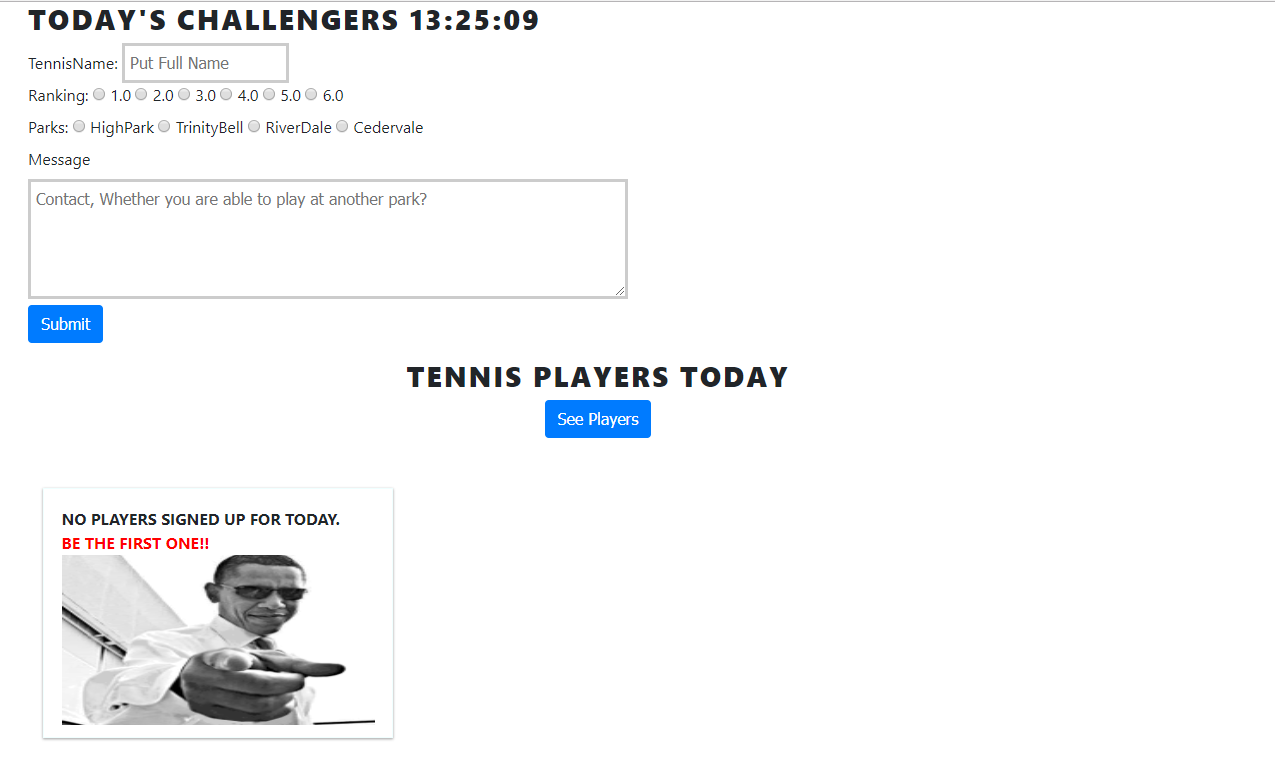 TODAY'S CHALLENGERS 13:25:09
TennisName: Put Full Name
Ranking: 1.0 2.0 3.0 4.0 5.0 6.0
Parks: HighPark TrinityBell RiverDale Cedervale
Message
Contact, Whether you are able to play at another park?
Submit
TENNIS PLAYERS TODAY
See Players
NO PLAYERS SIGNED UP FOR TODAY.
BE THE FIRST ONE!!